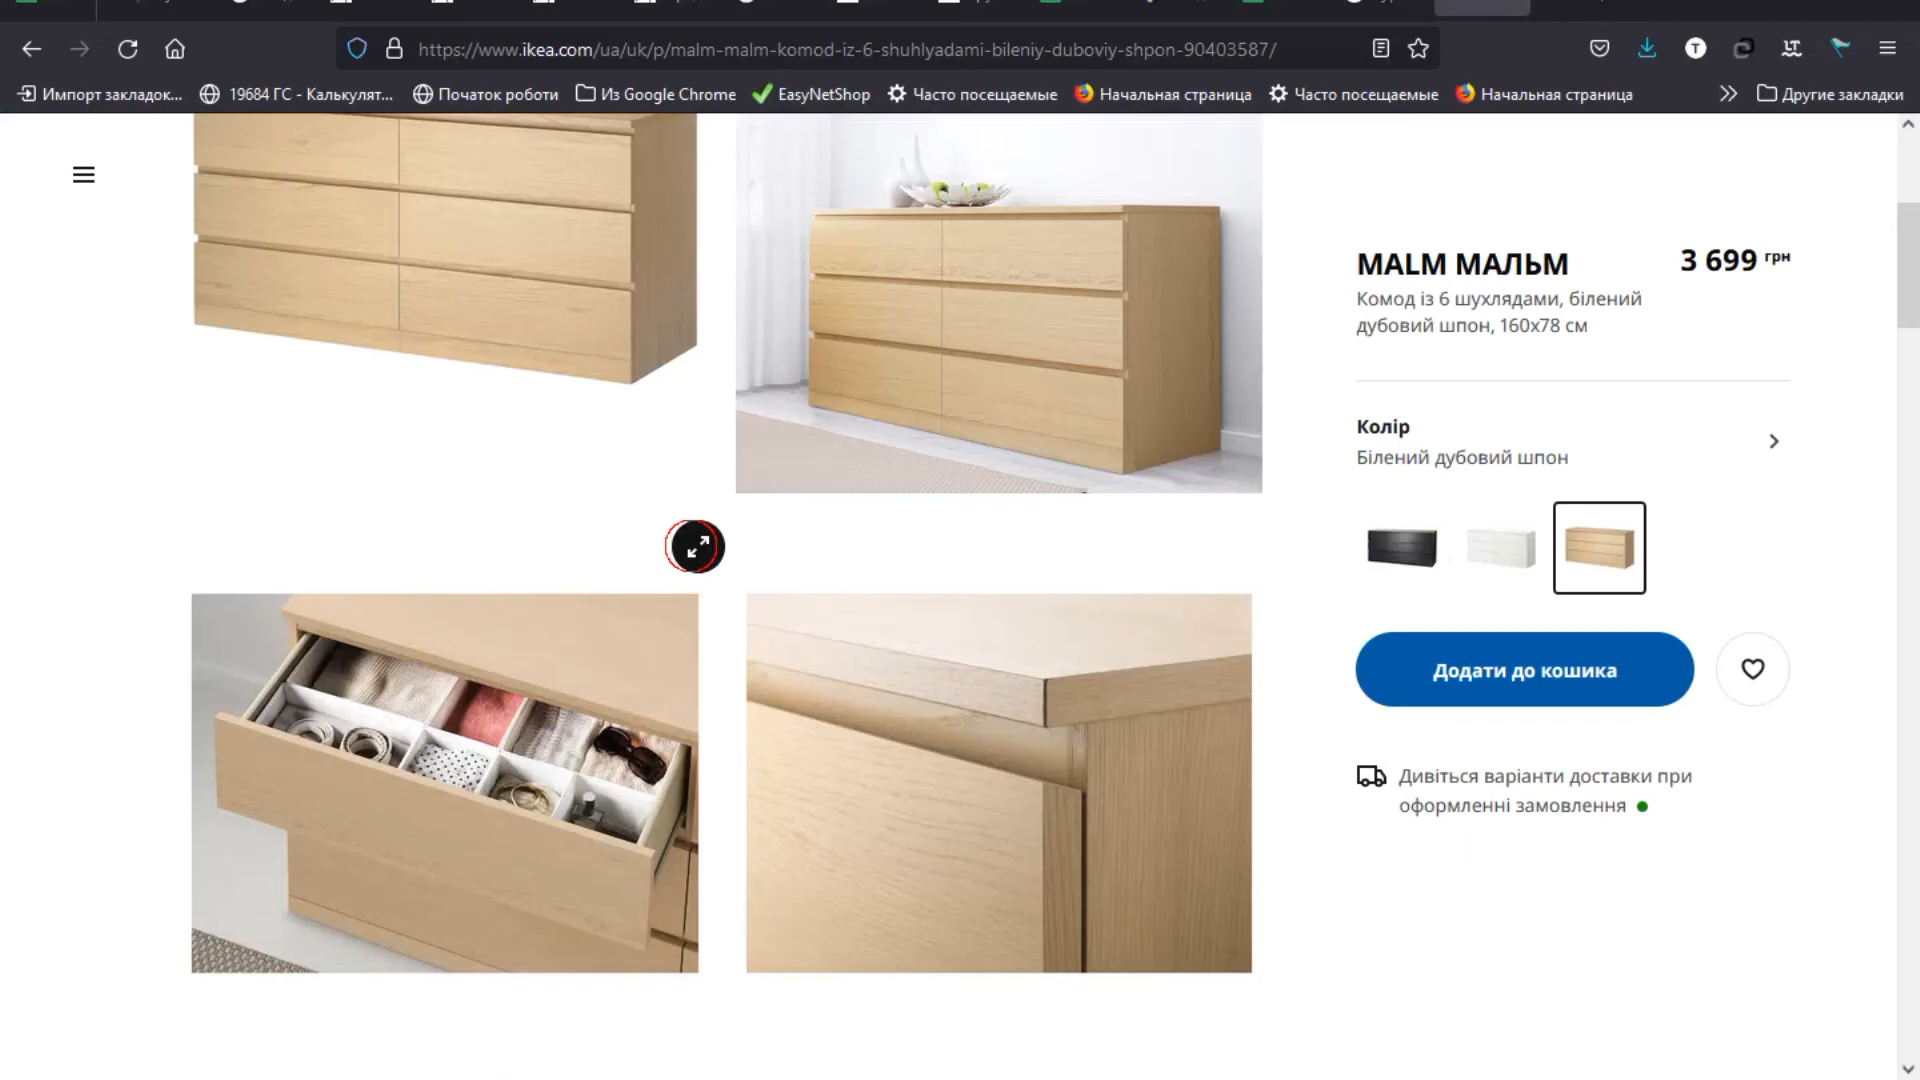 https://www.ikea.com/ua/uk/p/malm-malm-komod-iz-6-shuhlyadami-bileniy-duboviy-shpon-90403587/
Импорт закладок... 19684 ГС - Калькулят... Початок роботи Из Google Chrome EasyNetShop Часто посещаемые Начальная страница Часто посещаемые Начальная страница Другие закладки
MALM МАЛЬМ 3 699 грн
Комод із 6 шухлядами, білений
дубовий шпон, 160x78 см
Колір
Білений дубовий шпон
Додати до кошика
Дивіться варіанти доставки при
оформленні замовлення